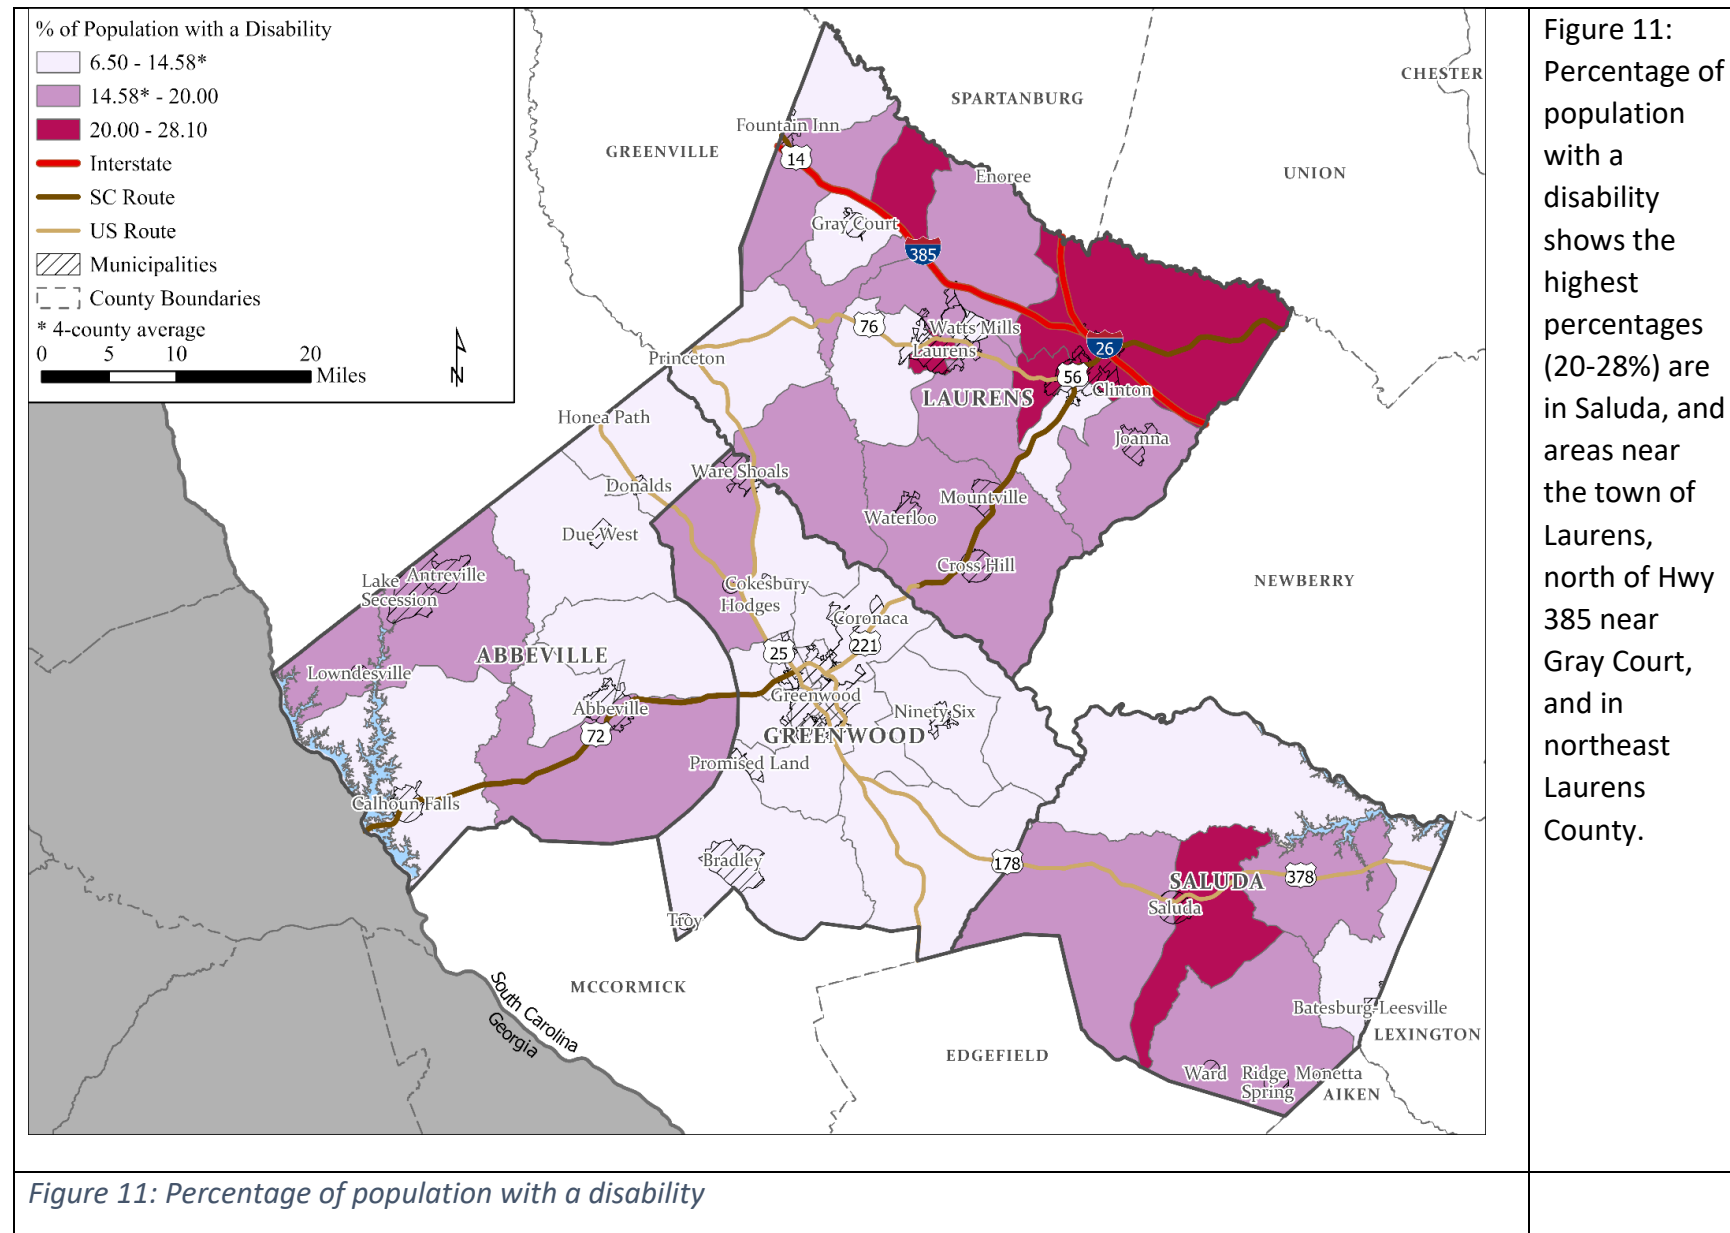 % of Population with a Disability
6.50 - 14.58*
14.58* - 20.00
20.00 - 28.10
Interstate
SC Route
US Route
Municipalities
County Boundaries
* 4-county average
0 5 10 20
Miles
N
CHESTER
SPARTANBURG
Fountain Inn
GREENVILLE
14
UNION
Enoree
Gray Court
385
76
Watts Mills
Laurens
26
Princeton
56
Clinton
LAURENS
Honea Path
Joanna
Ware Shoals
Donalds
Mountville
Waterloo
Due West
Cross Hill
Lake
Secession
Antreville
Cokesbury
Hodges
NEWBERRY
Coronaca
221
25
ABBEVILLE
Lowndesville
Greenwood
Abbeville
Ninety Six
72
GREENWOOD
Promised Land
Calhoun Falls
Bradley
178
SALUDA
378
Saluda
Troy
South Carolina
Georgia
MCCORMICK
Batesburg-Leesville
LEXINGTON
EDGEFIELD
Ward
Ridge
Spring
Monetta
AIKEN
Figure 11:
Percentage of
population
with a
disability
shows the
highest
percentages
(20-28%) are
in Saluda, and
areas near
the town of
Laurens,
north of Hwy
385 near
Gray Court,
and in
northeast
Laurens
County.
Figure 11: Percentage of population with a disability